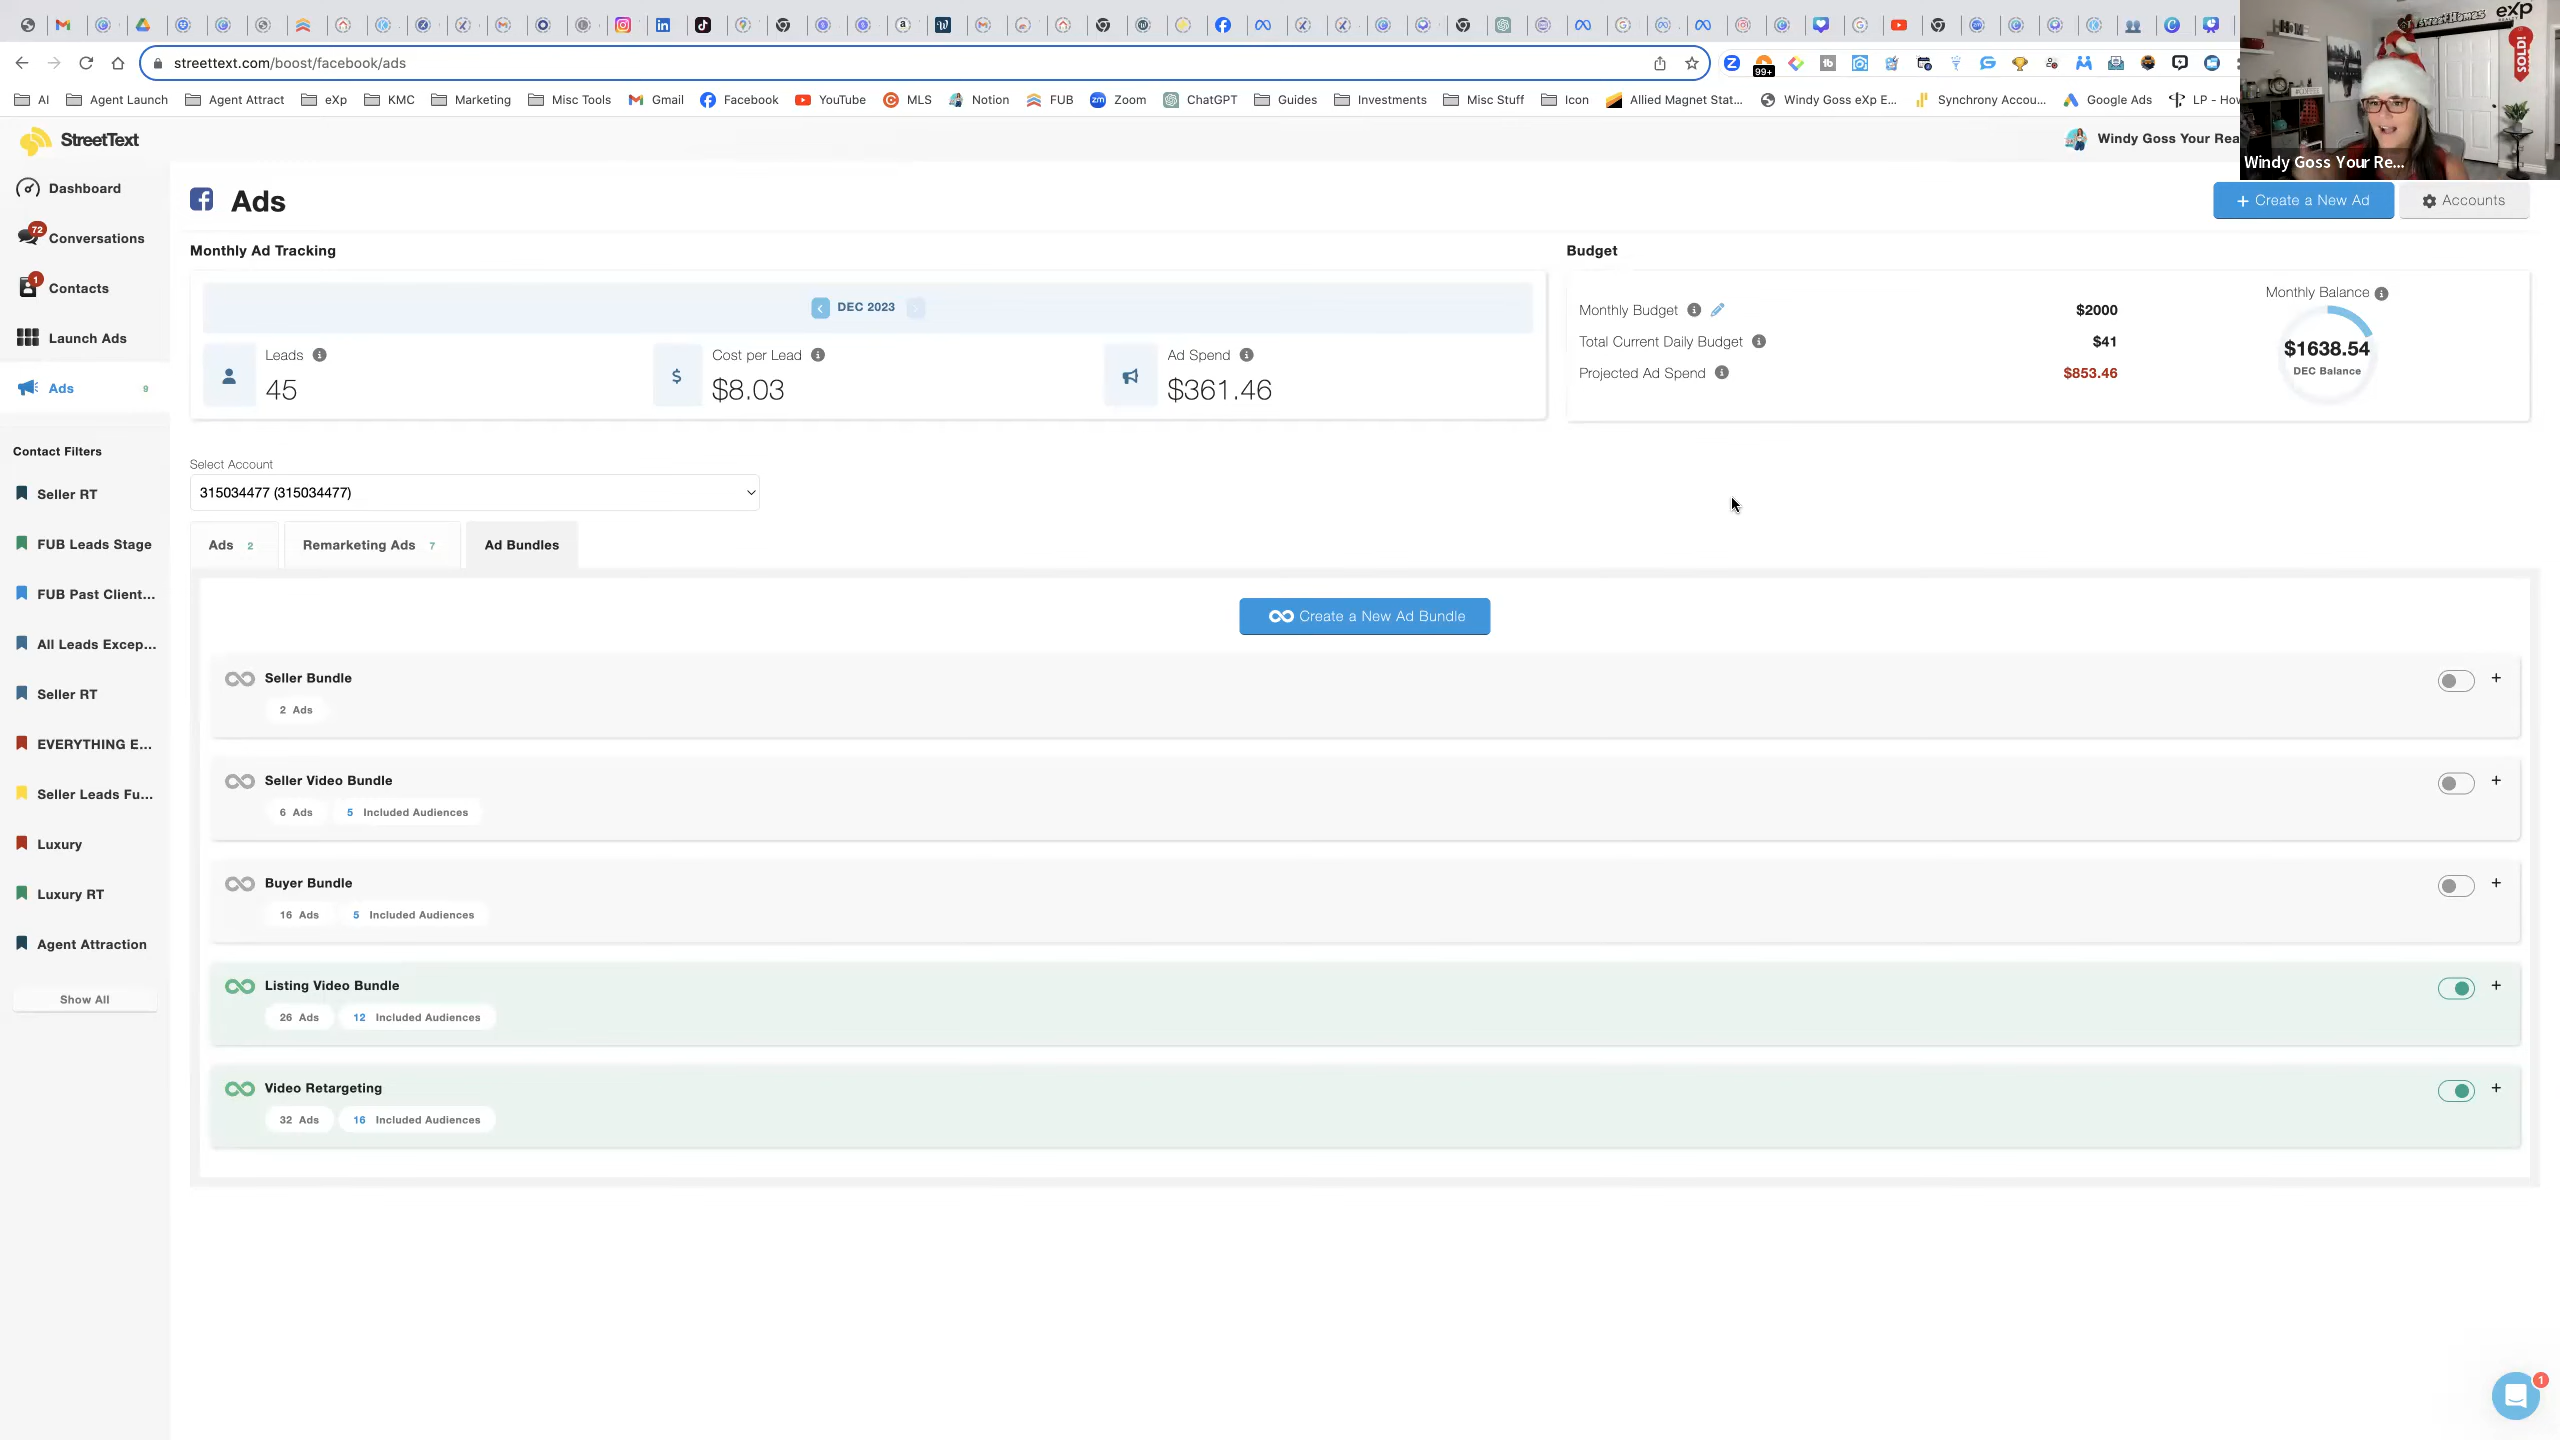 streettext.com/boost/facebook/ads
99+
AI
Agent Launch
Agent Attract
eXp
KMC
Marketing
Misc Tools
Gmail
Facebook
YouTube
MLS
Notion
FUB
Zoom
ChatGPT
Guides
Investments
Misc Stuff
Icon
Allied Magnet Stat...
Windy Goss eXp E...
Synchrony Accou...
Google Ads
LP - Ho
eXp
SOLD!
Windy Goss Your Re...
StreetText
Windy Goss Your Rea
Dashboard
72
Conversations
1
Contacts
Launch Ads
Ads 9
Contact Filters
Seller RT
FUB Leads Stage
FUB Past Client...
All Leads Excep...
Seller RT
EVERYTHING E...
Seller Leads Fu...
Luxury
Luxury RT
Agent Attraction
Show All
Ads
+ Create a New Ad
Accounts
Monthly Ad Tracking
DEC 2023
Leads
45
$
Cost per Lead
$8.03
Ad Spend
$361.46
Budget
Monthly Budget $2000
Total Current Daily Budget $41
Projected Ad Spend $853.46
Monthly Balance
$1638.54
DEC Balance
Select Account
315034477 (315034477)
Ads 2
Remarketing Ads 7
Ad Bundles
Create a New Ad Bundle
Seller Bundle
2 Ads
+
Seller Video Bundle
6 Ads
5 Included Audiences
+
Buyer Bundle
16 Ads
5 Included Audiences
+
Listing Video Bundle
26 Ads
12 Included Audiences
+
Video Retargeting
32 Ads
16 Included Audiences
+
1